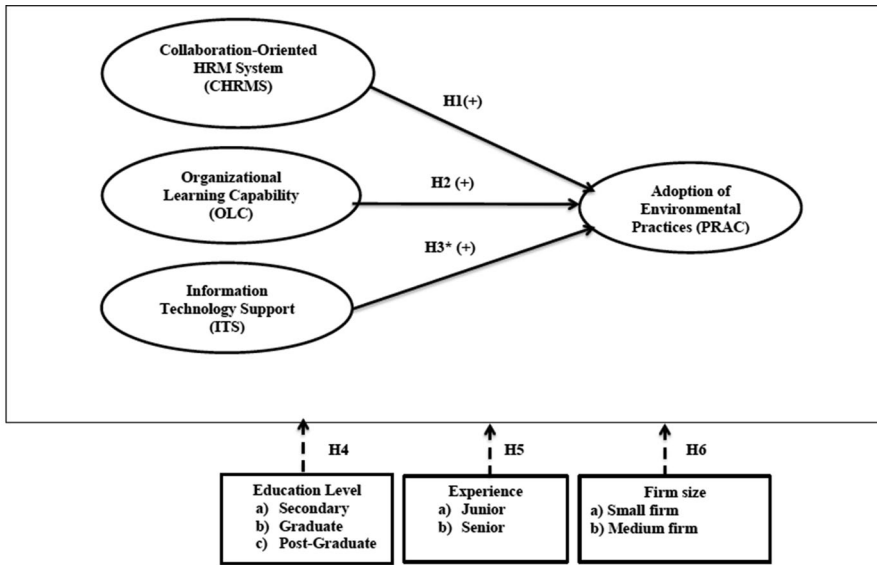 Collaboration-Oriented
HRM System
(CHRMS)
H1(+)
Organizational
Learning Capability
(OLC)
H2 (+)
Adoption of
Environmental
Practices (PRAC)
H3* (+)
Information
Technology Support
(ITS)
H4
H5
H6
Education Level
a) Secondary
b) Graduate
c) Post-Graduate
Experience
a) Junior
b) Senior
Firm size
a) Small firm
b) Medium firm